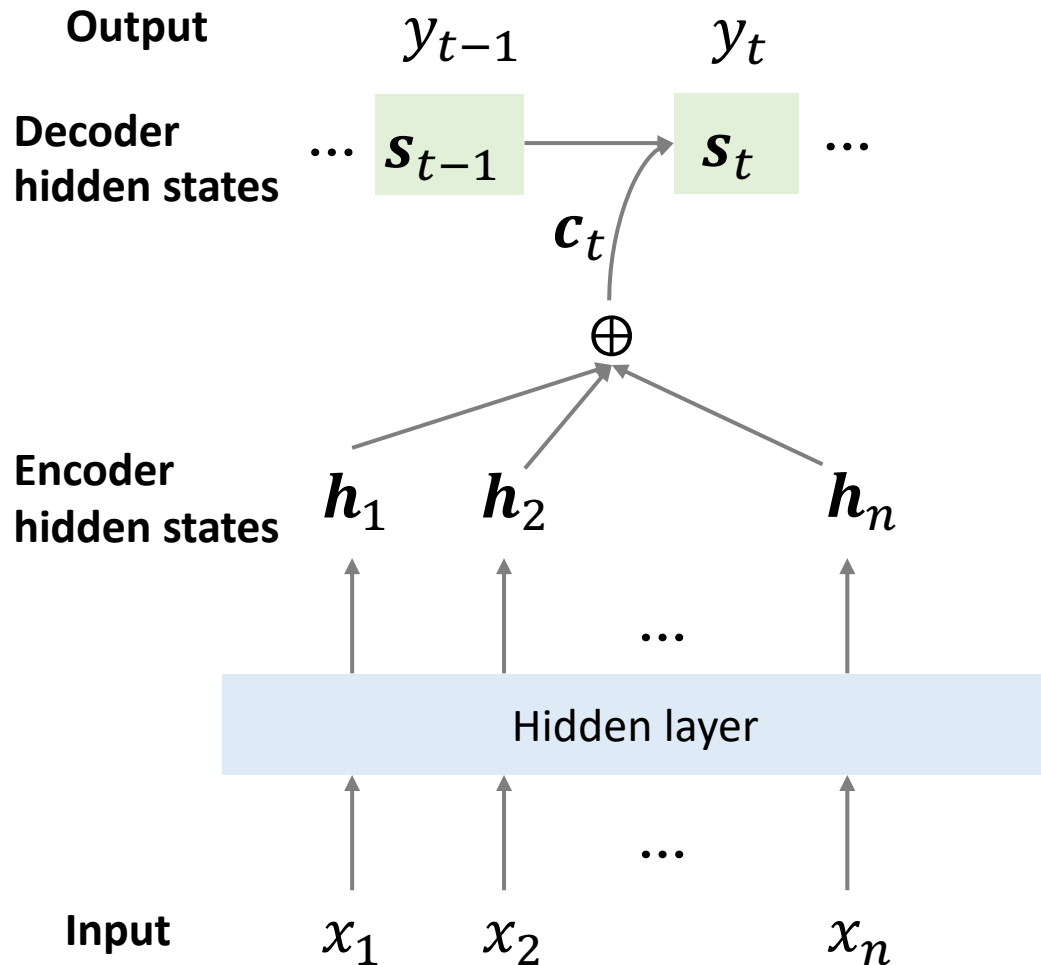 Output y_{t−1} y_t
Decoder
hidden states ... s_{t−1} s_t ...
c_t
⊕
Encoder
hidden states h_1 h_2 h_n
...
Hidden layer
...
Input x_1 x_2 x_n